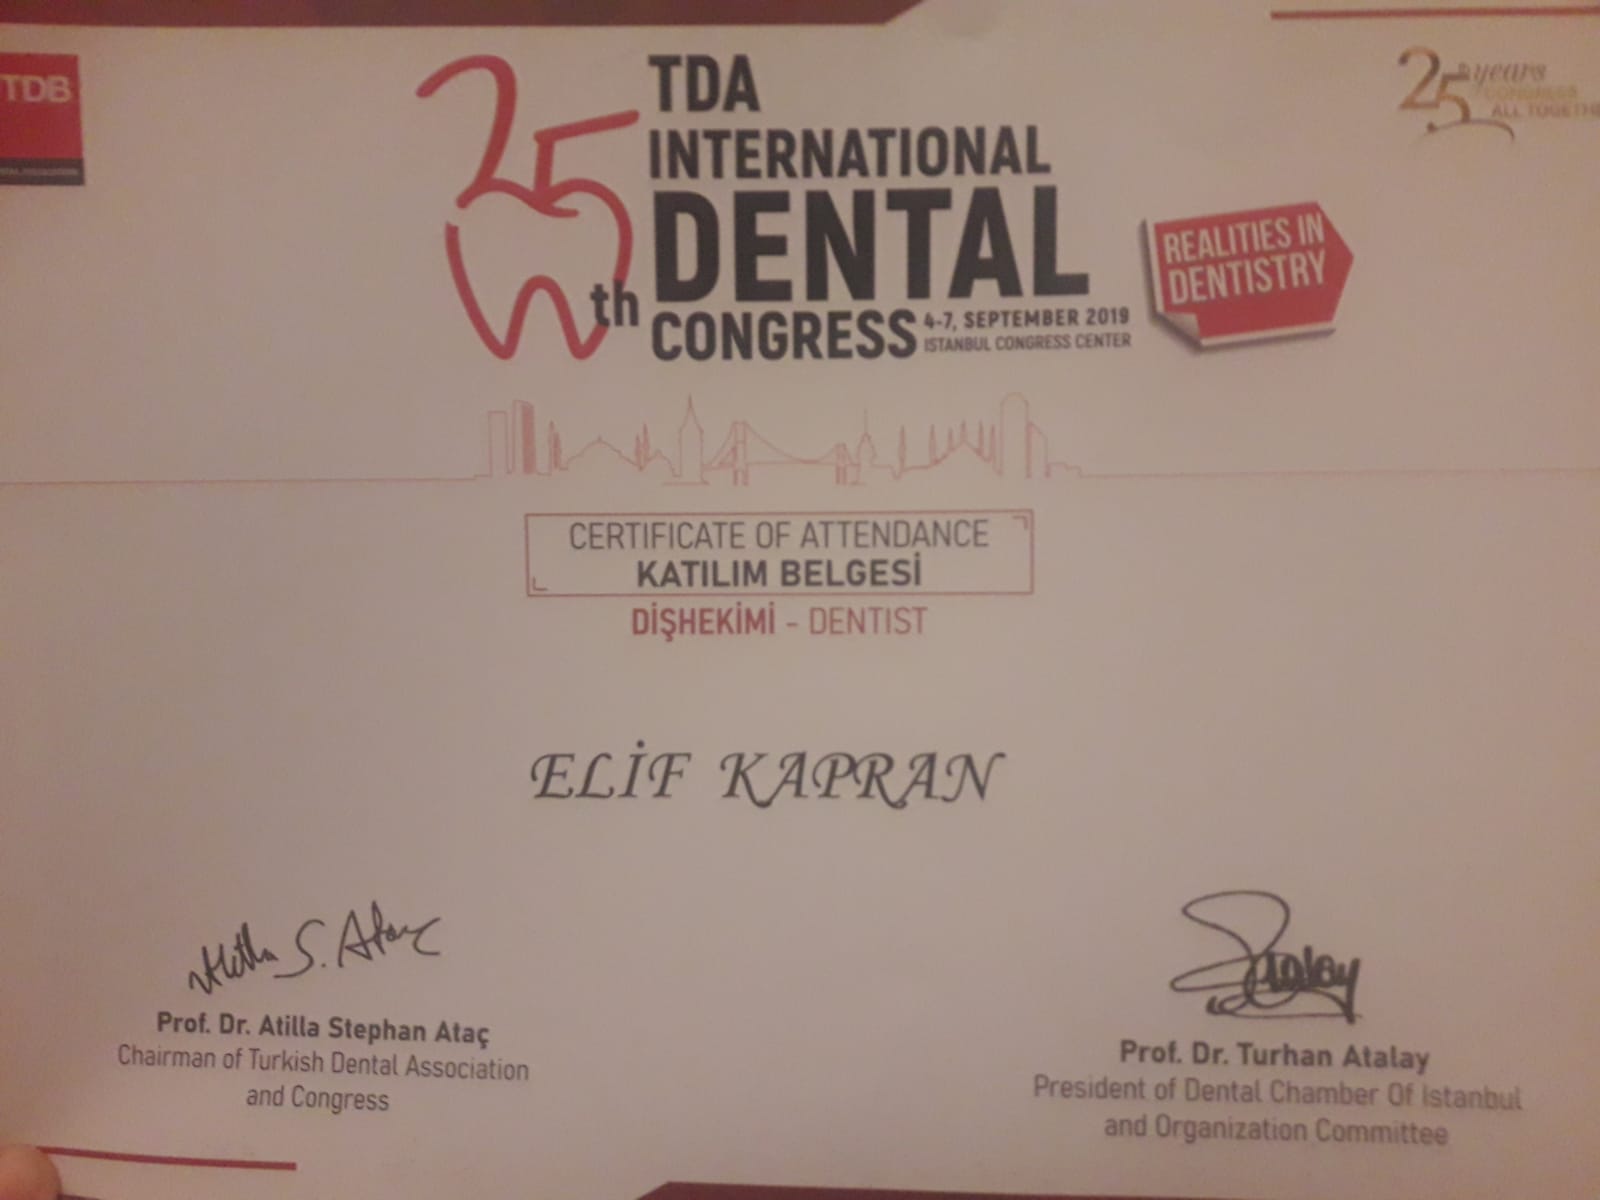 TDB
25th
TDA
INTERNATIONAL
DENTAL
CONGRESS
4-7, SEPTEMBER 2019
ISTANBUL CONGRESS CENTER
REALITIES IN
DENTISTRY
25th years
CONGRESS
ALL TOGETHE
CERTIFICATE OF ATTENDANCE
KATILIM BELGESİ
DİŞHEKİMİ - DENTIST
ELİF KAPRAN
Atilla S. Ataç
Atalay
Prof. Dr. Atilla Stephan Ataç
Chairman of Turkish Dental Association
and Congress
Prof. Dr. Turhan Atalay
President of Dental Chamber Of Istanbul
and Organization Committee